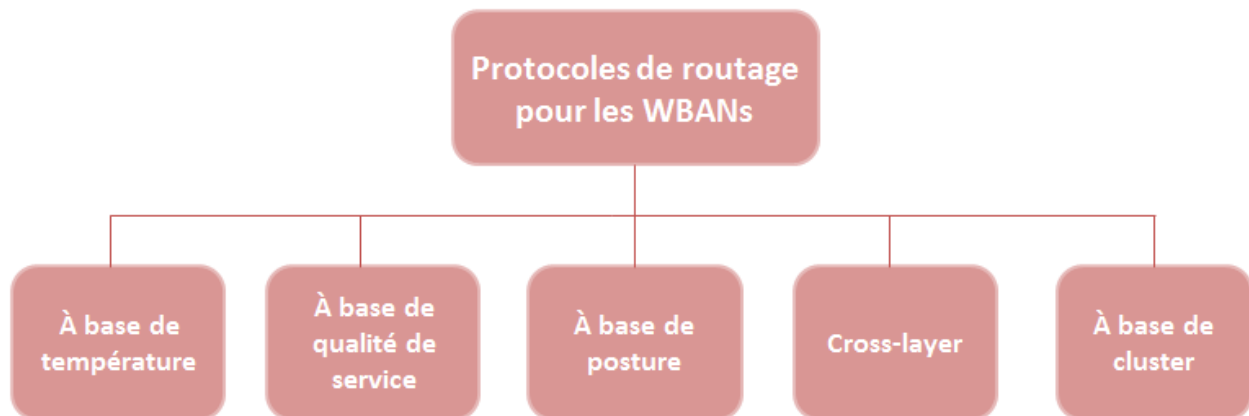 Protocoles de routage
pour les WBANs
À base de
température
À base de
qualité de
service
À base de
posture
Cross-layer
À base de
cluster